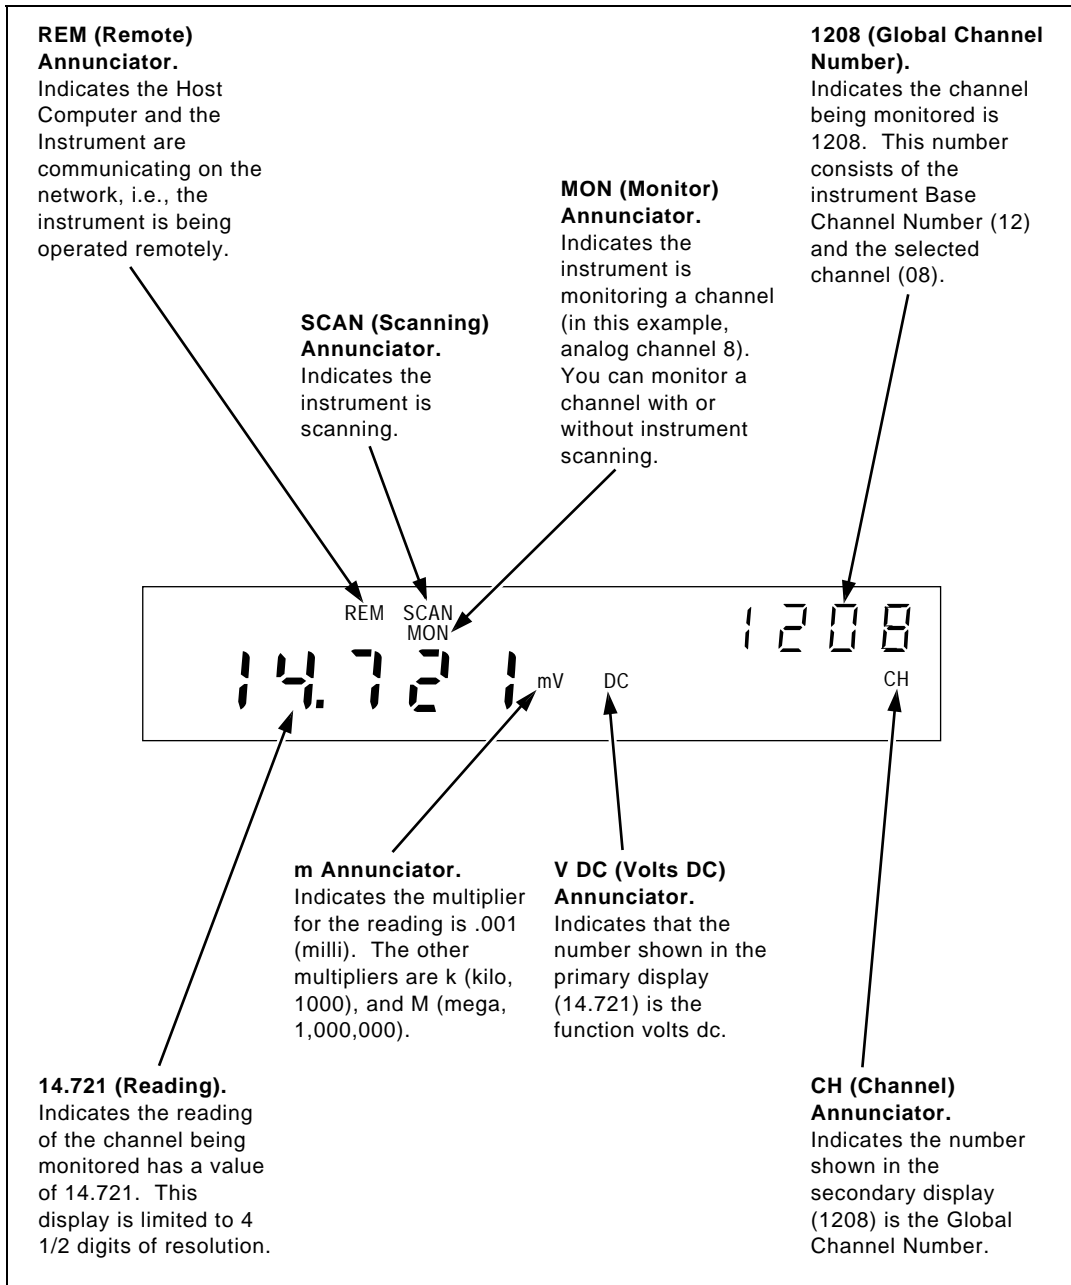 REM (Remote)
Annunciator.
Indicates the Host
Computer and the
Instrument are
communicating on the
network, i.e., the
instrument is being
operated remotely.
SCAN (Scanning)
Annunciator.
Indicates the
instrument is
scanning.
MON (Monitor)
Annunciator.
Indicates the
instrument is
monitoring a channel
(in this example,
analog channel 8).
You can monitor a
channel with or
without instrument
scanning.
1208 (Global Channel
Number).
Indicates the channel
being monitored is
1208.  This number
consists of the
instrument Base
Channel Number (12)
and the selected
channel (08).
REM SCAN
MON
1208
14.721 mV DC
CH
m Annunciator.
Indicates the multiplier
for the reading is .001
(milli).  The other
multipliers are k (kilo,
1000), and M (mega,
1,000,000).
V DC (Volts DC)
Annunciator.
Indicates that the
number shown in the
primary display
(14.721) is the
function volts dc.
14.721 (Reading).
Indicates the reading
of the channel being
monitored has a value
of 14.721.  This
display is limited to 4
1/2 digits of resolution.
CH (Channel)
Annunciator.
Indicates the number
shown in the
secondary display
(1208) is the Global
Channel Number.